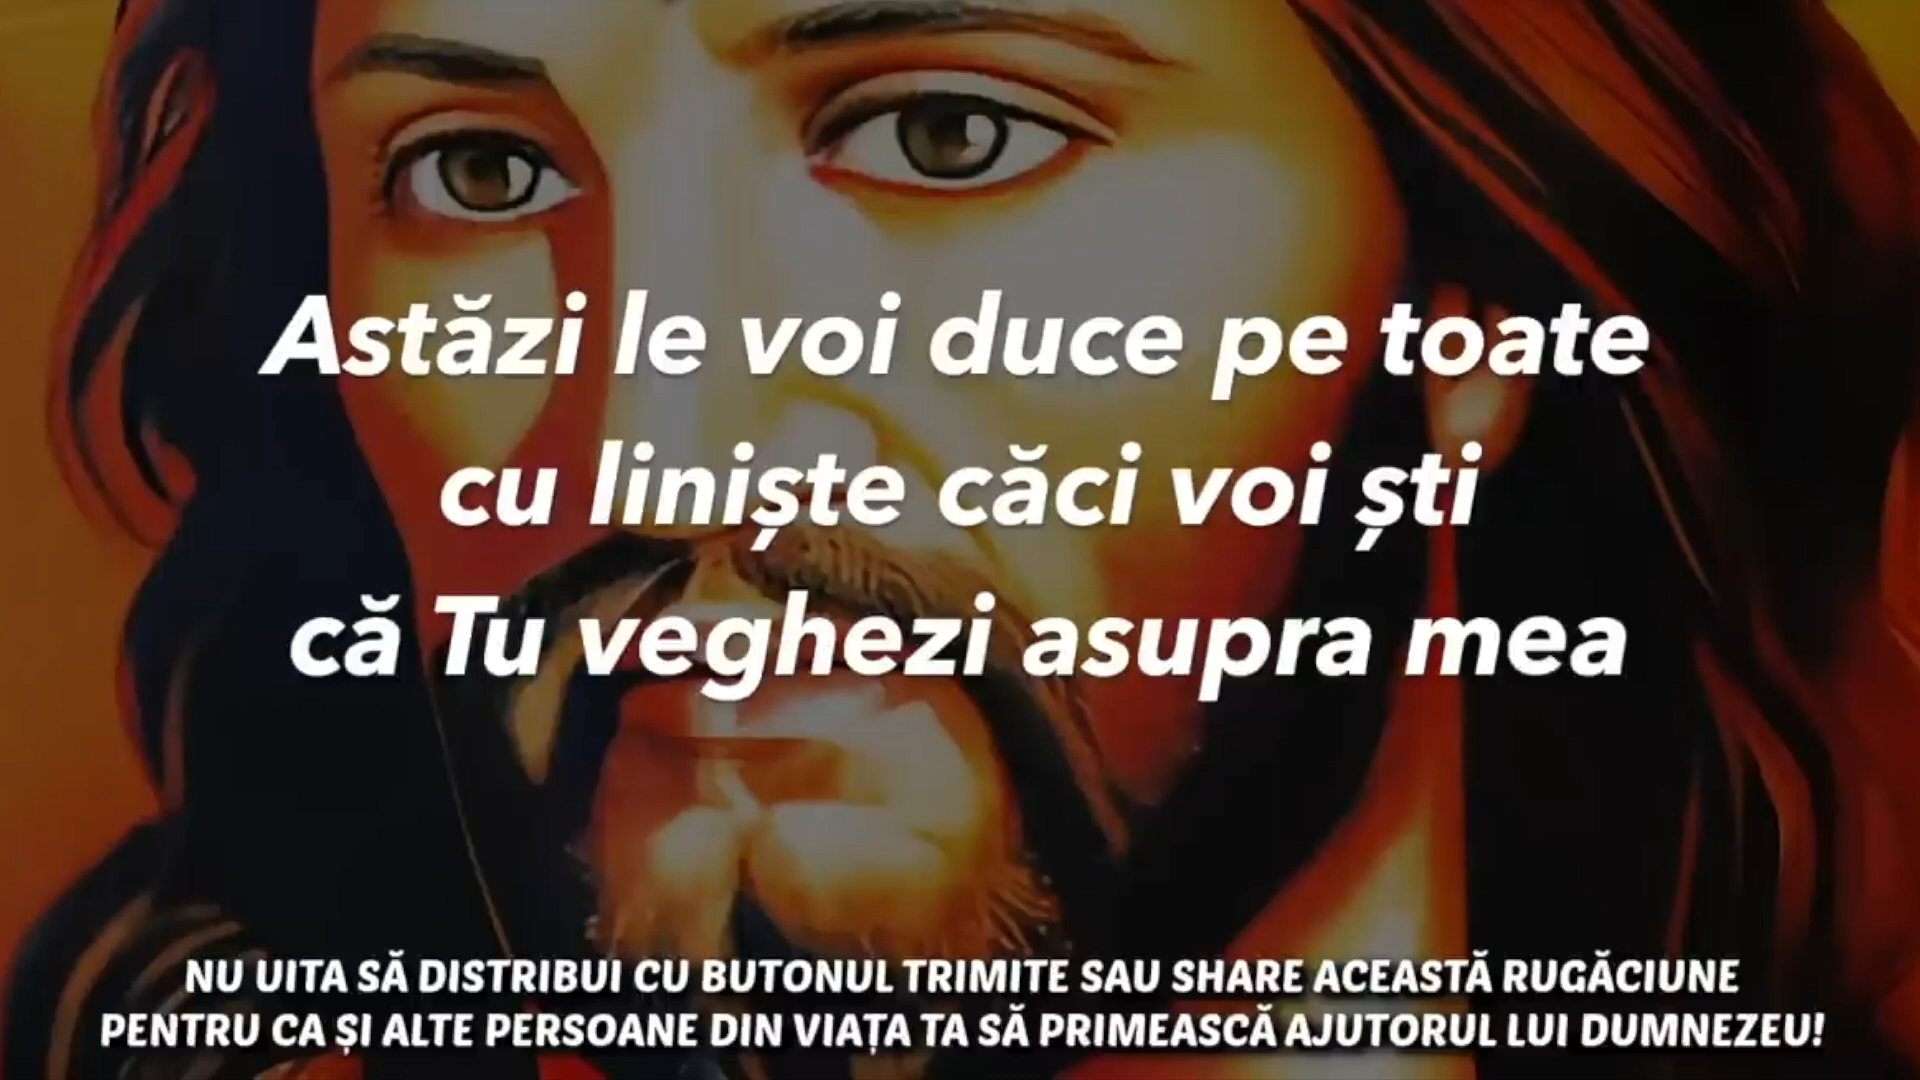 Astăzi le voi duce pe toate
cu liniște căci voi ști
că Tu veghezi asupra mea
NU UITA SĂ DISTRIBUI CU BUTONUL TRIMITE SAU SHARE ACEASTĂ RUGĂCIUNE
PENTRU CA ȘI ALTE PERSOANE DIN VIAȚA TA SĂ PRIMEASCĂ AJUTORUL LUI DUMNEZEU!